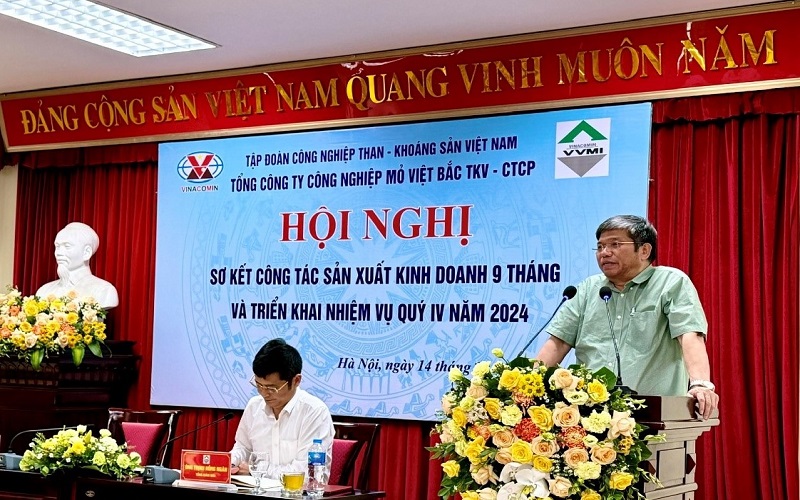 ĐẢNG CỘNG SẢN VIỆT NAM QUANG VINH MUÔN NĂM
VINACOMIN
TẬP ĐOÀN CÔNG NGHIỆP THAN - KHOÁNG SẢN VIỆT NAM
TỔNG CÔNG TY CÔNG NGHIỆP MỎ VIỆT BẮC TKV - CTCP
VINACOMIN
VVMI
HỘI NGHỊ
SƠ KẾT CÔNG TÁC SẢN XUẤT KINH DOANH 9 THÁNG
VÀ TRIỂN KHAI NHIỆM VỤ QUÝ IV NĂM 2024
Hà Nội, ngày 14 tháng